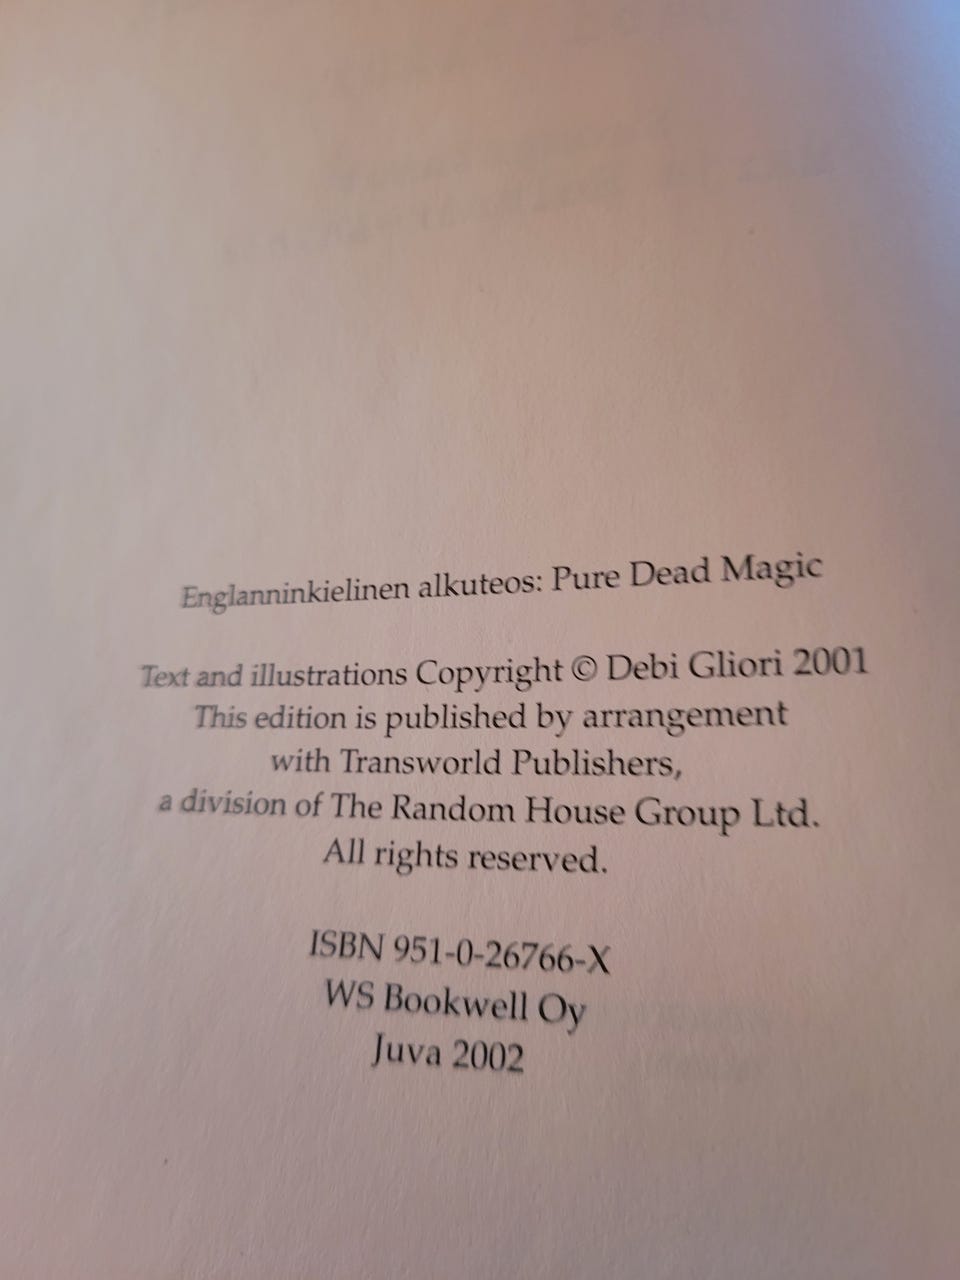 Englanninkielinen alkuteos: Pure Dead Magic
Text and illustrations Copyright © Debi Gliori 2001
This edition is published by arrangement
with Transworld Publishers,
a division of The Random House Group Ltd.
All rights reserved.
ISBN 951-0-26766-X
WS Bookwell Oy
Juva 2002